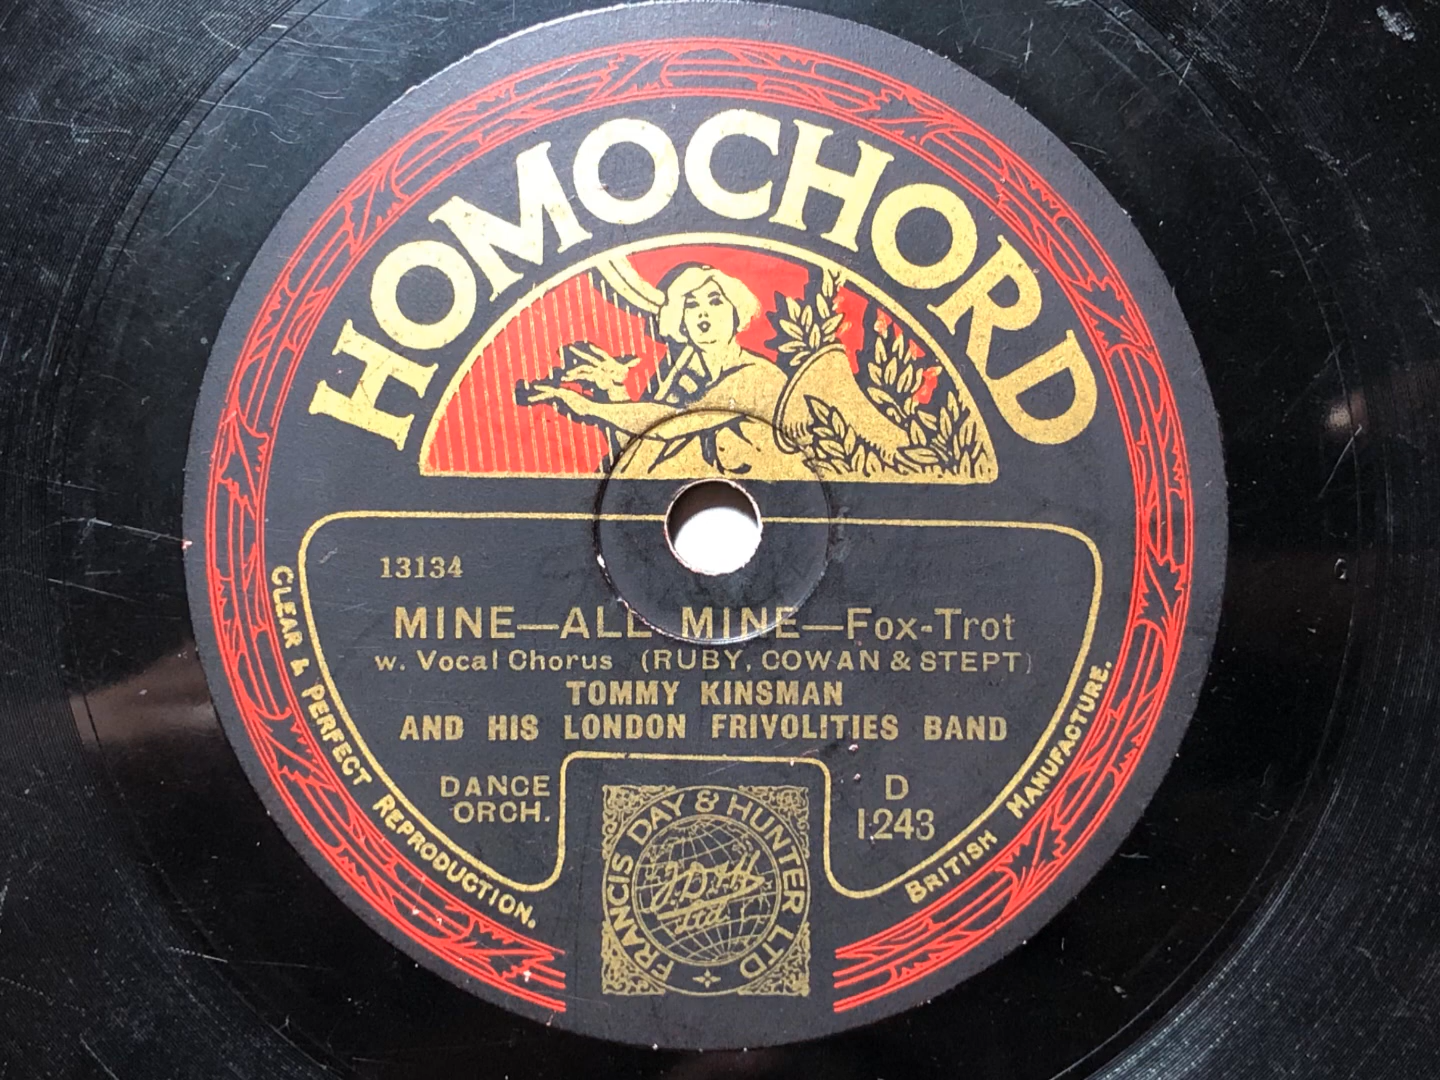 HOMOCHORD
13134
MINE—ALL MINE—Fox-Trot
w. Vocal Chorus (RUBY, COWAN & STEPT)
TOMMY KINSMAN
AND HIS LONDON FRIVOLITIES BAND
DANCE
ORCH.
D
1243
FRANCIS DAY & HUNTER LTD
F.D.&H.
Ltd.
CLEAR & PERFECT REPRODUCTION.
BRITISH MANUFACTURE.